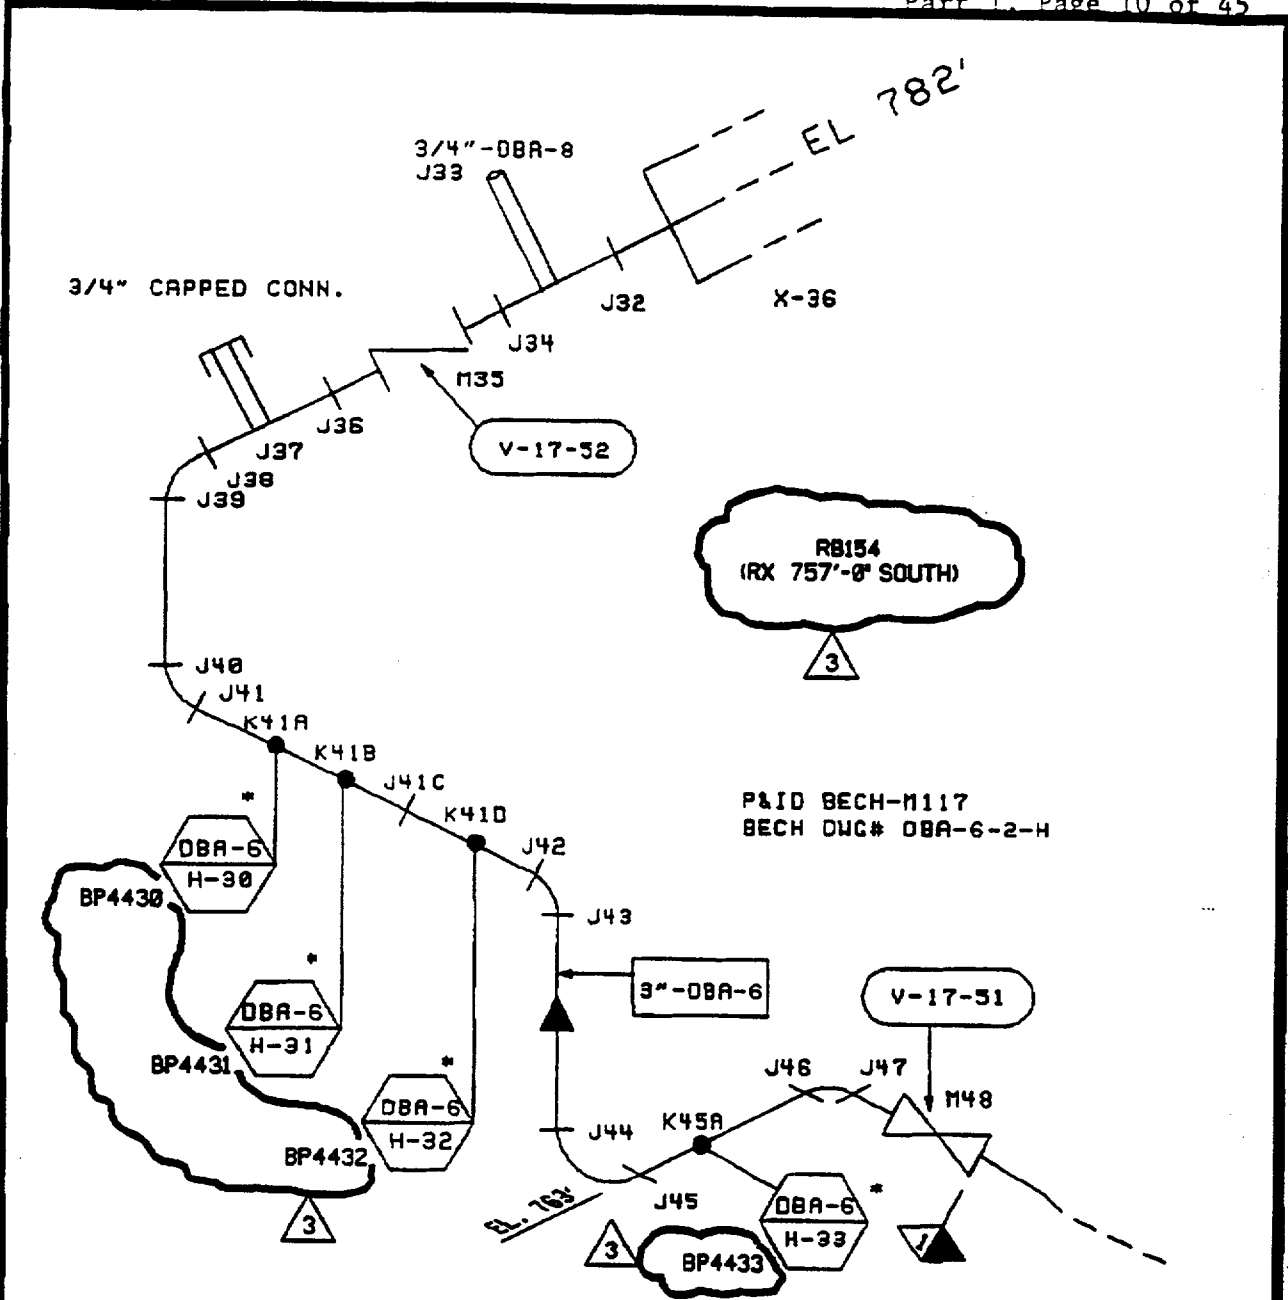 Part 1, Page 10 of 45
EL 782'
3/4"-DBA-8
J33
3/4" CAPPED CONN.
J32
X-36
J34
M35
J36
V-17-52
J37
J38
J39
RB154
(RX 757'-0" SOUTH)
3
J40
J41
K41A
K41B
J41C
K41D
P&ID BECH-M117
BECH DWG# DBA-6-2-H
*
DBA-6
H-30
BP4430
J42
J43
*
DBA-6
H-31
BP4431
3"-DBA-6
V-17-51
*
DBA-6
H-32
BP4432
J46
J47
M48
J44
K45A
J45
EL. 763'
*
DBA-6
H-33
BP4433
3
3
1